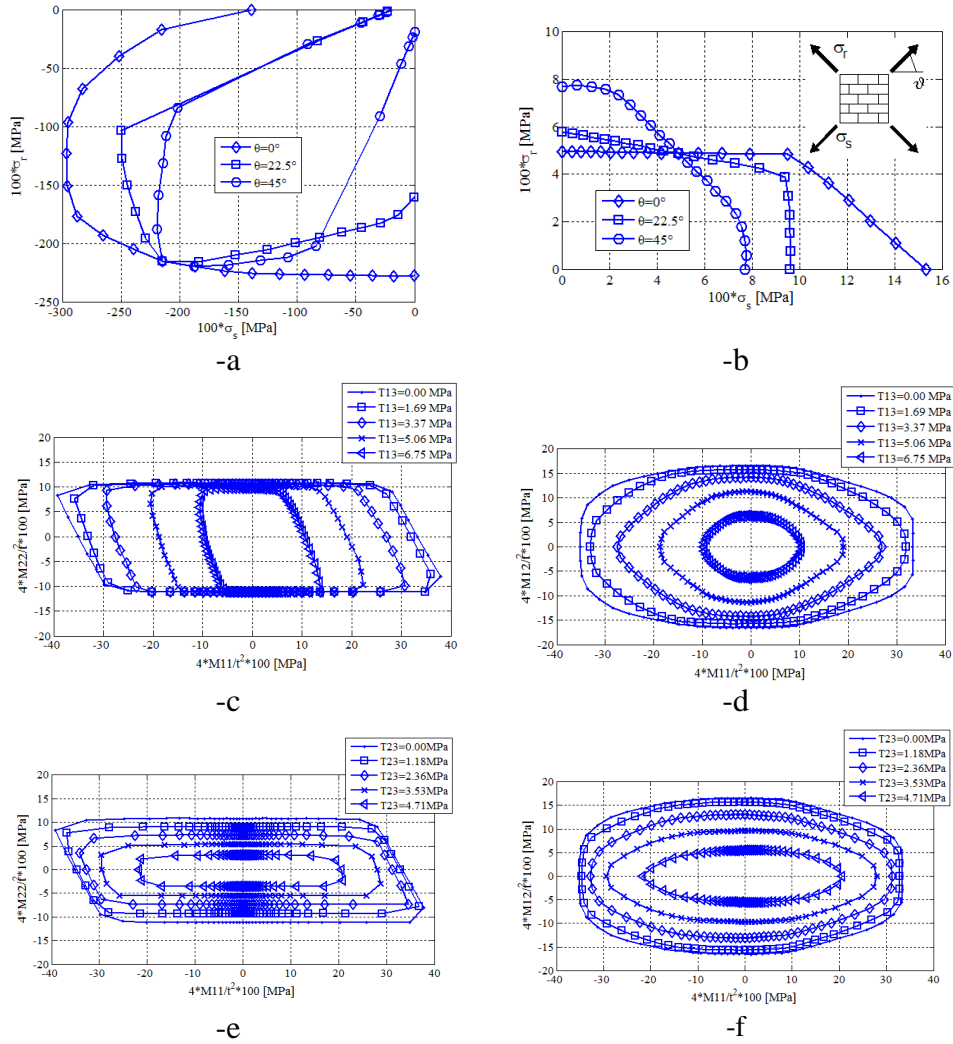 0
-50
-100
-150
-200
-250
100*σr [MPa]
θ=0°
θ=22.5°
θ=45°
-300 -250 -200 -150 -100 -50 0
100*σs [MPa]
-a
10
8
6
4
2
0
100*σr [MPa]
σr
ϑ
σs
θ=0°
θ=22.5°
θ=45°
0 2 4 6 8 10 12 14 16
100*σs [MPa]
-b
T13=0.00 MPa
T13=1.69 MPa
T13=3.37 MPa
T13=5.06 MPa
T13=6.75 MPa
20
15
10
5
0
-5
-10
-15
-20
4*M22/t²*100 [MPa]
-40 -30 -20 -10 0 10 20 30 40
4*M11/t²*100 [MPa]
-c
T13=0.00 MPa
T13=1.69 MPa
T13=3.37 MPa
T13=5.06 MPa
T13=6.75 MPa
20
15
10
5
0
-5
-10
-15
-20
4*M12/t²*100 [MPa]
-40 -30 -20 -10 0 10 20 30 40
4*M11/t²*100 [MPa]
-d
T23=0.00MPa
T23=1.18MPa
T23=2.36MPa
T23=3.53MPa
T23=4.71MPa
20
15
10
5
0
-5
-10
-15
20
4*M22/t²*100 [MPa]
-40 -30 -20 -10 0 10 20 30 40
4*M11/t²*100 [MPa]
-e
T23=0.00MPa
T23=1.18MPa
T23=2.36MPa
T23=3.53MPa
T23=4.71MPa
20
15
10
5
0
-5
-10
-15
20
4*M12/t²*100 [MPa]
-40 -30 -20 -10 0 10 20 30 40
4*M11/t²*100 [MPa]
-f